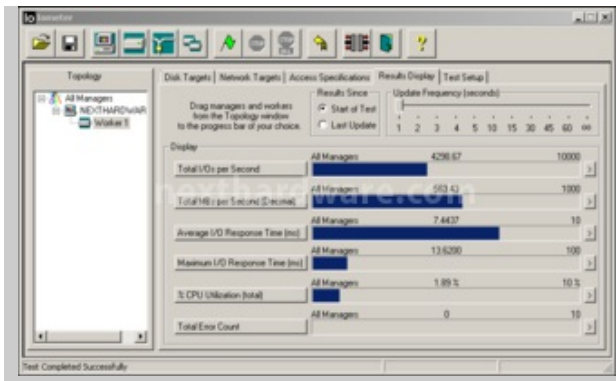 Iometer
Topology
All Managers
NEXTHARDWAR
Worker 1
Disk Targets
Network Targets
Access Specifications
Results Display
Test Setup
Drag managers and workers
from the Topology window
to the progress bar of your choice.
Results Since
Start of Test
Last Update
Update Frequency (seconds)
1 2 3 4 5 10 15 30 45 60 ∞
Display
Total I/Os per Second
All Managers 4298.67 10000
Total MBs per Second (Decimal)
All Managers 563.43 1000
Average I/O Response Time (ms)
All Managers 7.4437 10
Maximum I/O Response Time (ms)
All Managers 13.6200 100
% CPU Utilization (total)
All Managers 1.89 % 10 %
Total Error Count
All Managers 0 10
nexthardware.com
Test Completed Successfully